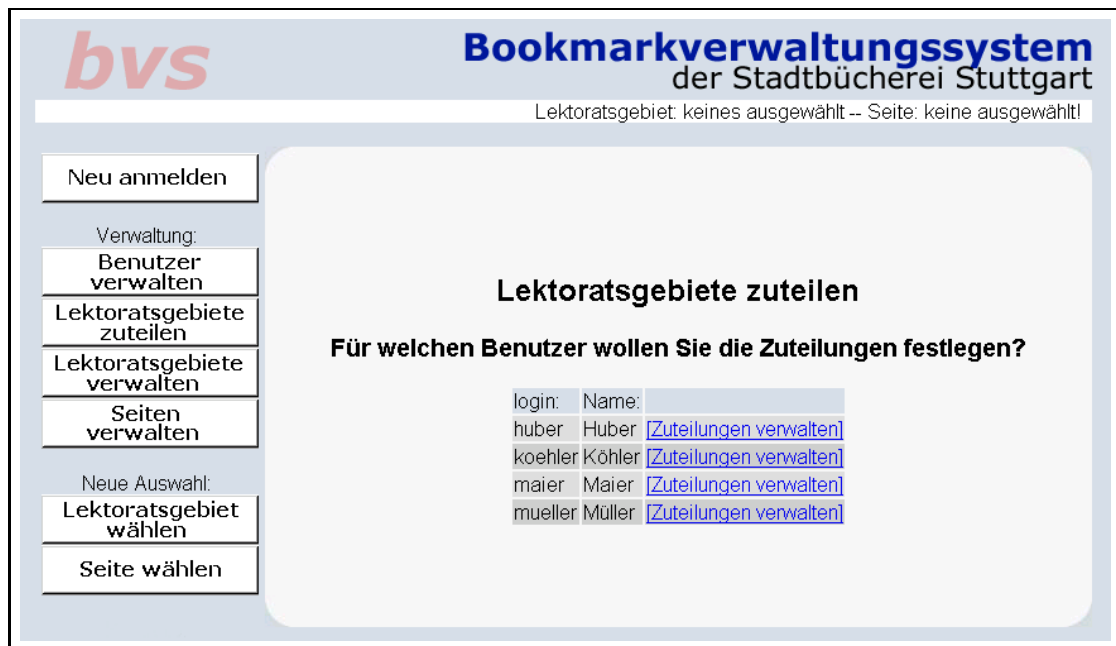 bvs
Bookmarkverwaltungssystem
der Stadtbücherei Stuttgart
Lektoratsgebiet: keines ausgewählt -- Seite: keine ausgewählt!
Neu anmelden
Verwaltung:
Benutzer
verwalten
Lektoratsgebiete
zuteilen
Lektoratsgebiete
verwalten
Seiten
verwalten
Neue Auswahl:
Lektoratsgebiet
wählen
Seite wählen
Lektoratsgebiete zuteilen
Für welchen Benutzer wollen Sie die Zuteilungen festlegen?
login: Name:
huber Huber [Zuteilungen verwalten]
koehler Köhler [Zuteilungen verwalten]
maier Maier [Zuteilungen verwalten]
mueller Müller [Zuteilungen verwalten]